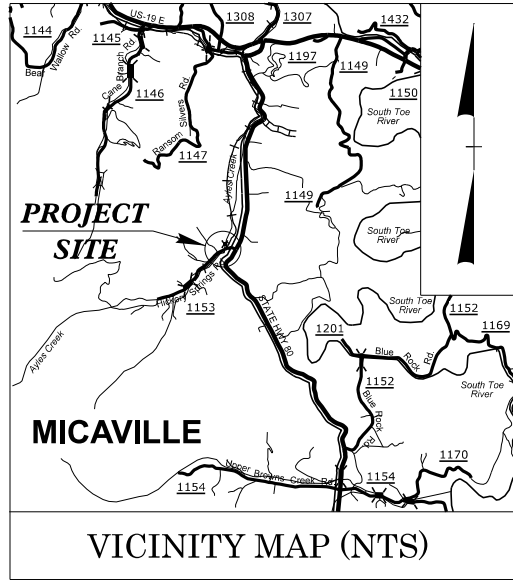 1144
Bear Wallow Rd.
1145
US-19 E
1308
1307
1432
1197
1149
1150
Cane Branch Rd.
1146
Ransom Silvers Rd.
1147
South Toe
River
Ayles Creek
1149
PROJECT
SITE
South Toe
River
Hickory Springs Rd.
1153
STATE HWY 80
South Toe
River
1152
1169
1201
Blue Rock Rd.
Ayles Creek
1152
South Toe
River
Blue Rock Rd.
MICAVILLE
Upper Browns Creek Rd.
1154
1154
1170
VICINITY MAP (NTS)